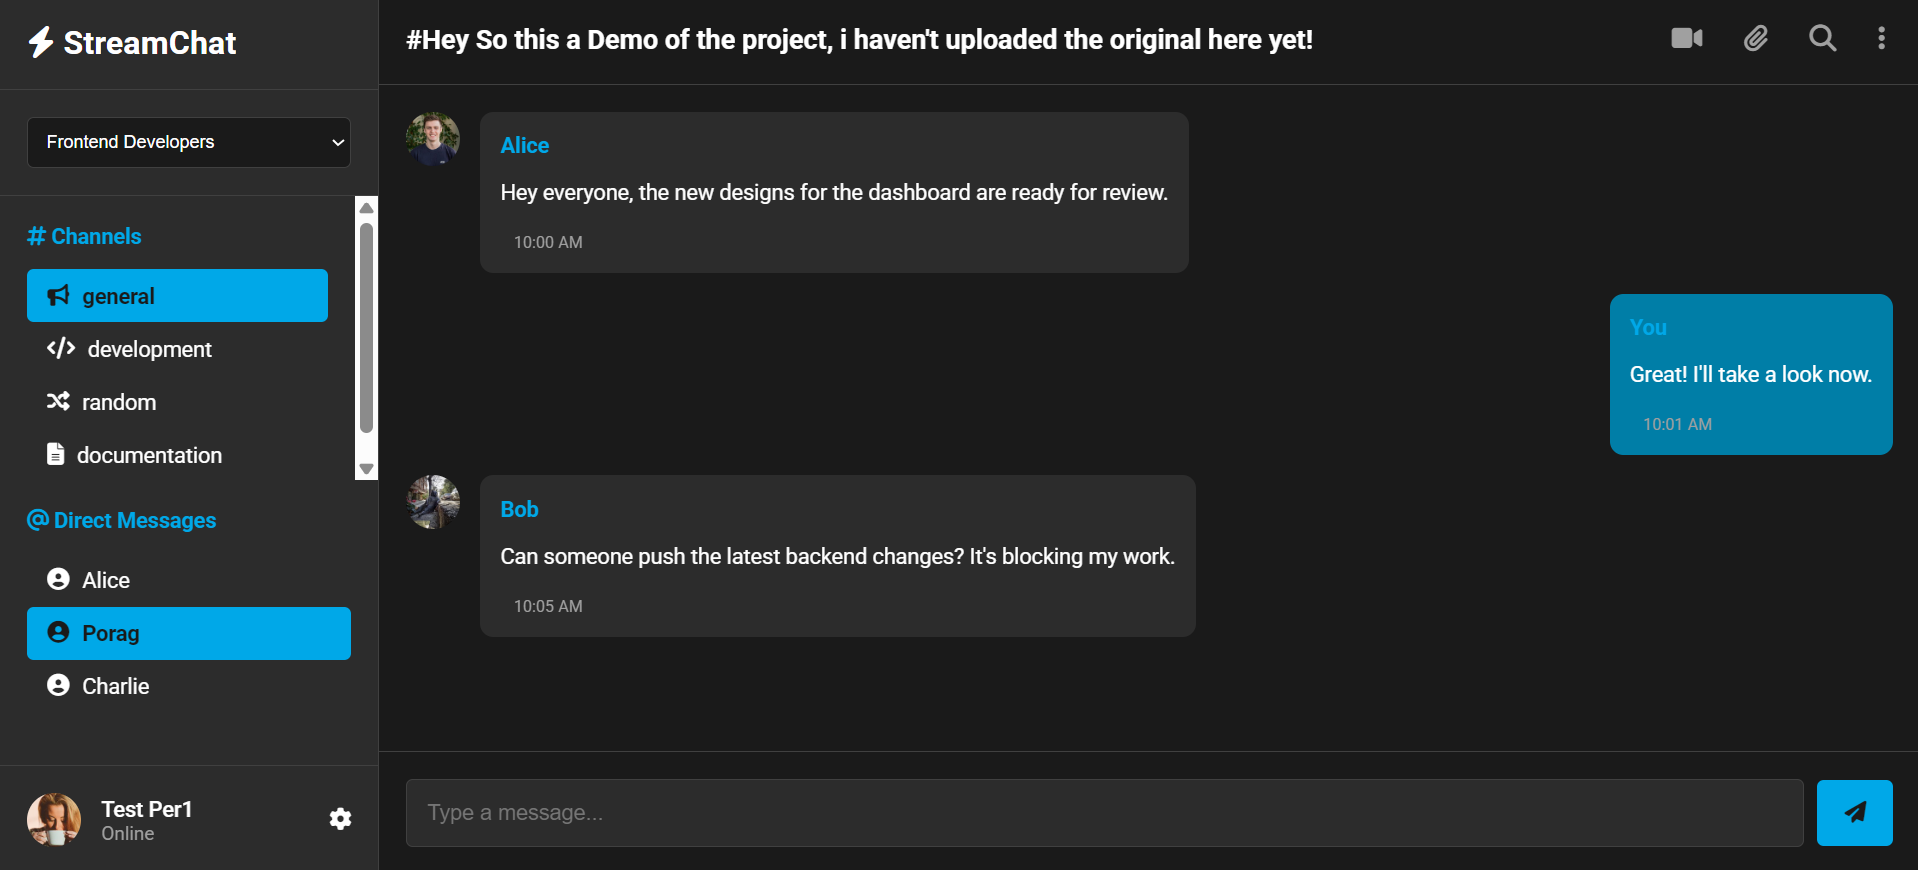 StreamChat
Frontend Developers
# Channels
general
development
random
documentation
@ Direct Messages
Alice
Porag
Charlie
Test Per1
Online
#Hey So this a Demo of the project, i haven't uploaded the original here yet!
Alice
Hey everyone, the new designs for the dashboard are ready for review.
10:00 AM
You
Great! I'll take a look now.
10:01 AM
Bob
Can someone push the latest backend changes? It's blocking my work.
10:05 AM
Type a message...